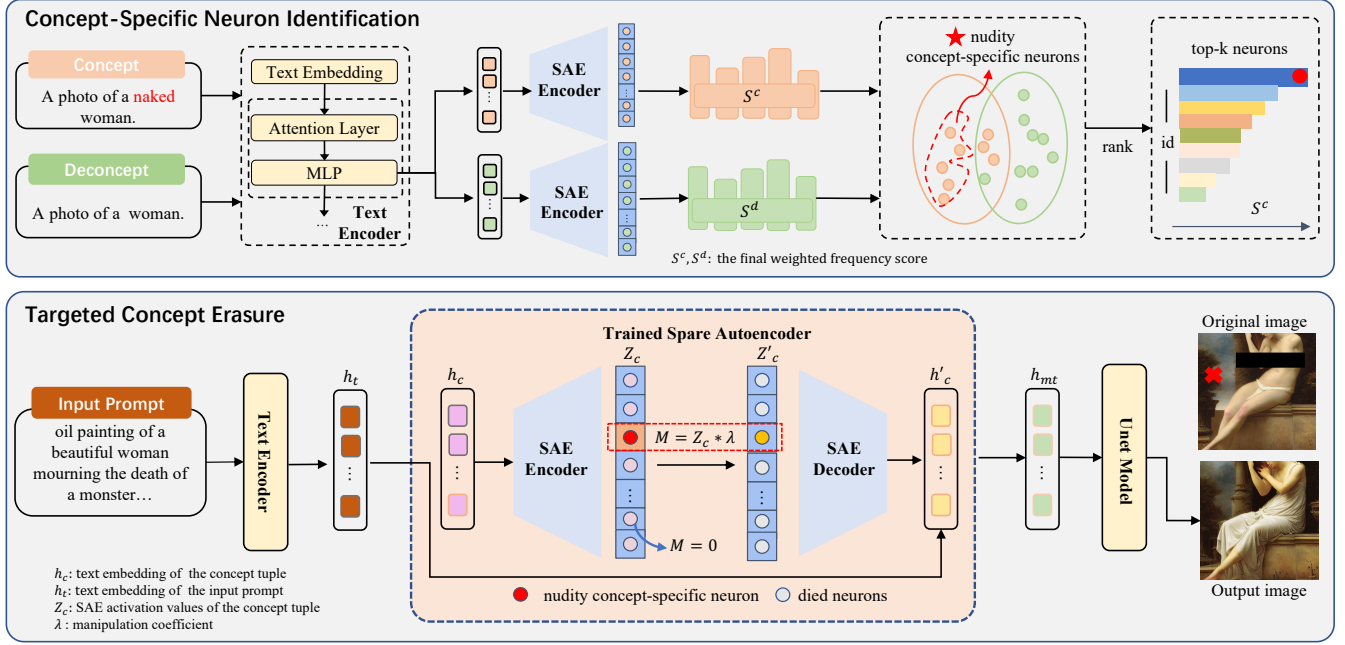 Concept-Specific Neuron Identification
Concept
A photo of a naked
woman.
Deconcept
A photo of a woman.
Text Embedding
Attention Layer
MLP
...
Text
Encoder
SAE
Encoder
SAE
Encoder
S^c
S^d
S^c, S^d: the final weighted frequency score
nudity
concept-specific neurons
rank
top-k neurons
id
S^c
Targeted Concept Erasure
Input Prompt
oil painting of a
beautiful woman
mourning the death of
a monster…
Text Encoder
h_t
Trained Spare Autoencoder
h_c
SAE
Encoder
Z_c
M = Z_c * λ
M = 0
Z'_c
SAE
Decoder
h'_c
nudity concept-specific neuron
died neurons
h_mt
Unet Model
Original image
Output image
h_c: text embedding of the concept tuple
h_t: text embedding of the input prompt
Z_c: SAE activation values of the concept tuple
λ : manipulation coefficient